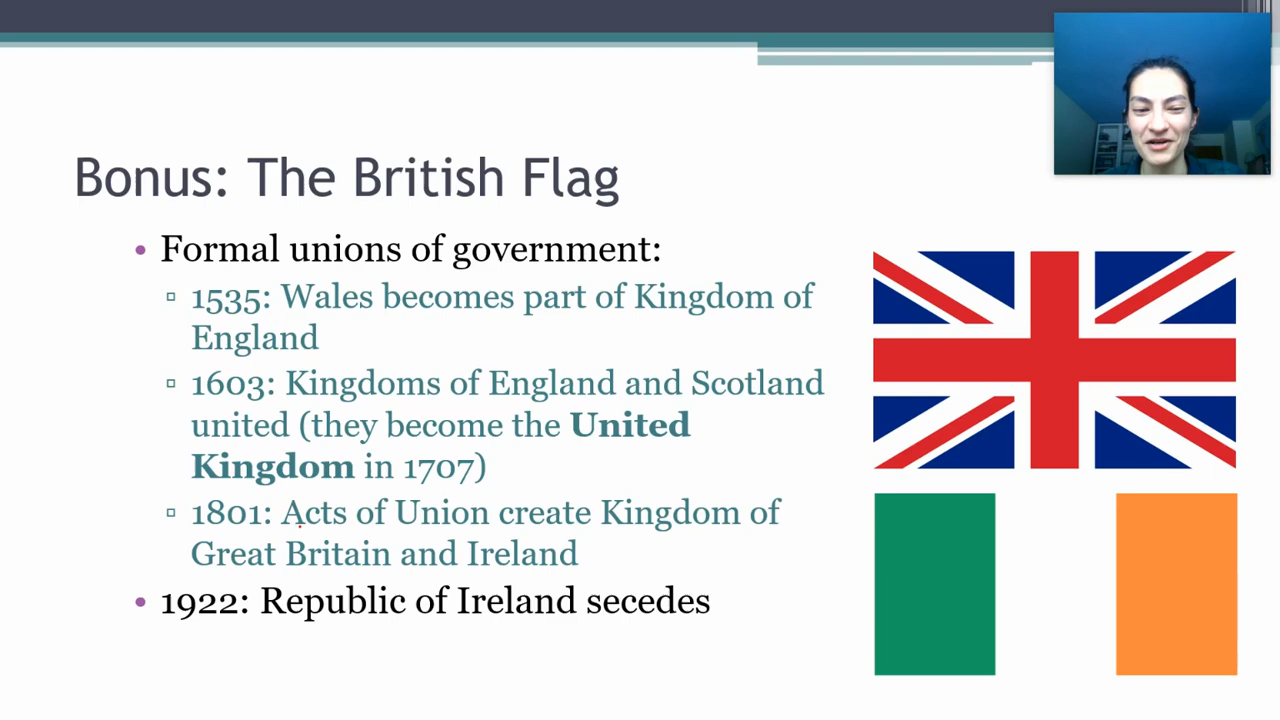 Bonus: The British Flag
• Formal unions of government:
▫ 1535: Wales becomes part of Kingdom of
England
▫ 1603: Kingdoms of England and Scotland
united (they become the United
Kingdom in 1707)
▫ 1801: Acts of Union create Kingdom of
Great Britain and Ireland
• 1922: Republic of Ireland secedes